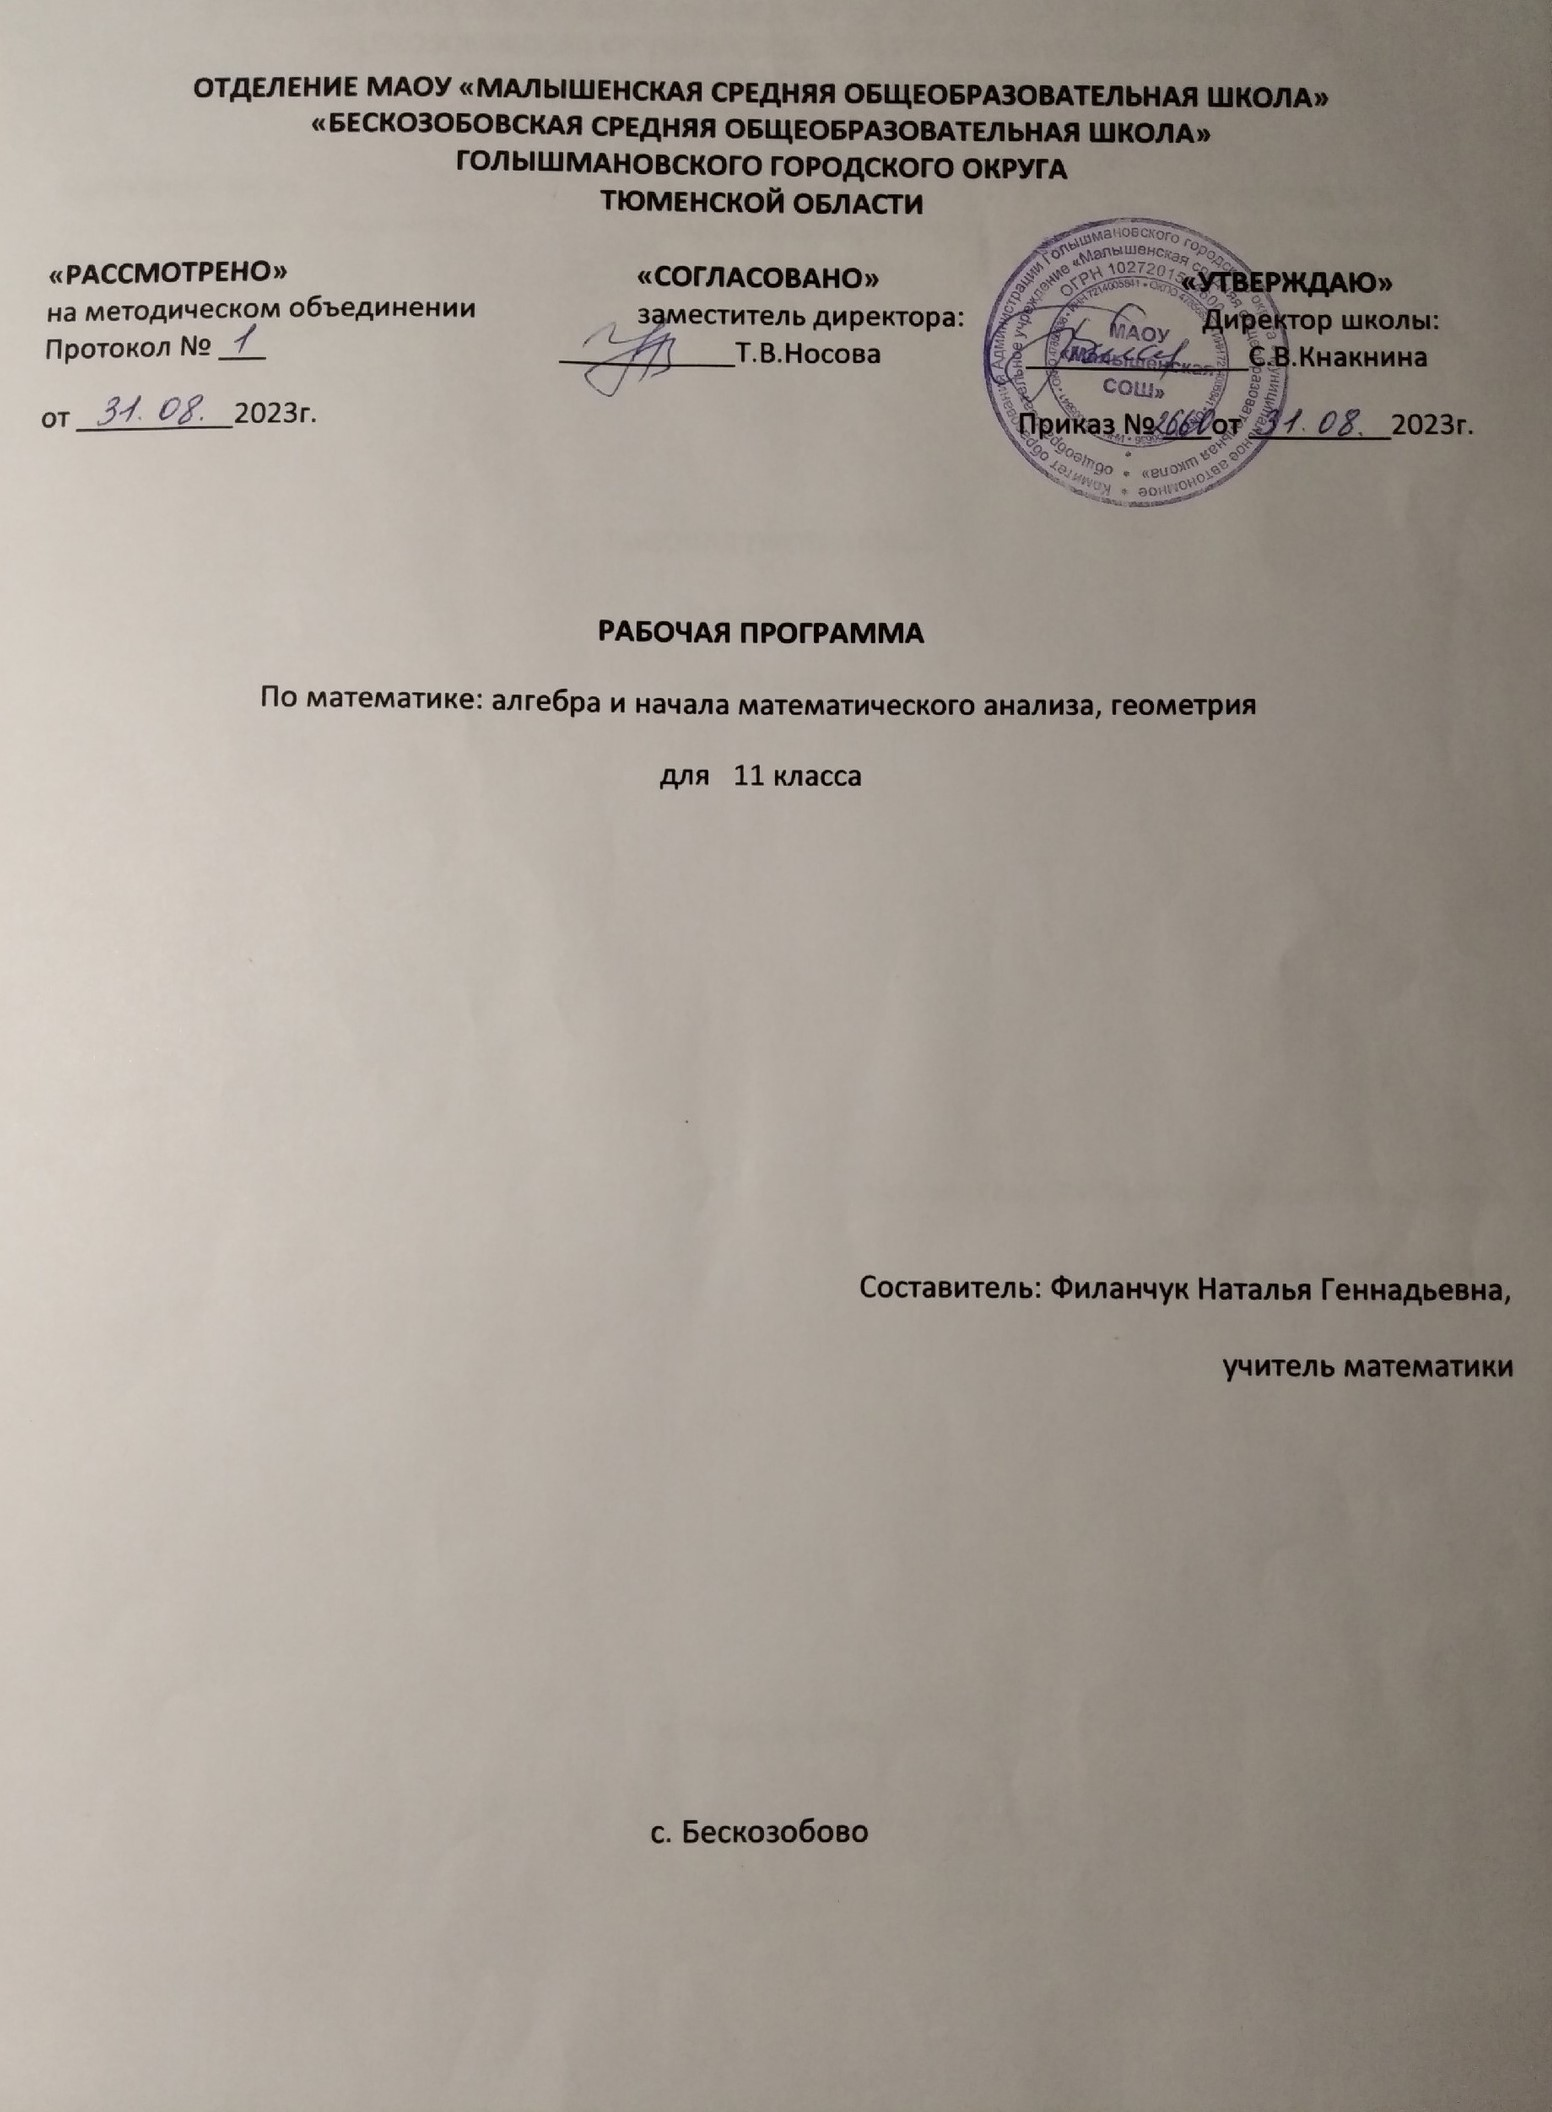 ОТДЕЛЕНИЕ МАОУ «МАЛЫШЕНСКАЯ СРЕДНЯЯ ОБЩЕОБРАЗОВАТЕЛЬНАЯ ШКОЛА»
«БЕСКОЗОБОВСКАЯ СРЕДНЯЯ ОБЩЕОБРАЗОВАТЕЛЬНАЯ ШКОЛА»
ГОЛЫШМАНОВСКОГО ГОРОДСКОГО ОКРУГА
ТЮМЕНСКОЙ ОБЛАСТИ
«РАССМОТРЕНО»
на методическом объединении
Протокол № 1
от 31. 08. 2023г.
«СОГЛАСОВАНО»
заместитель директора:
Т.В.Носова
«УТВЕРЖДАЮ»
Директор школы:
С.В.Кнакнина
Приказ № от 31. 08. 2023г.
МАОУ
«Малышенская
СОШ»
РАБОЧАЯ ПРОГРАММА
По математике: алгебра и начала математического анализа, геометрия
для 11 класса
Составитель: Филанчук Наталья Геннадьевна,
учитель математики
с. Бескозобово